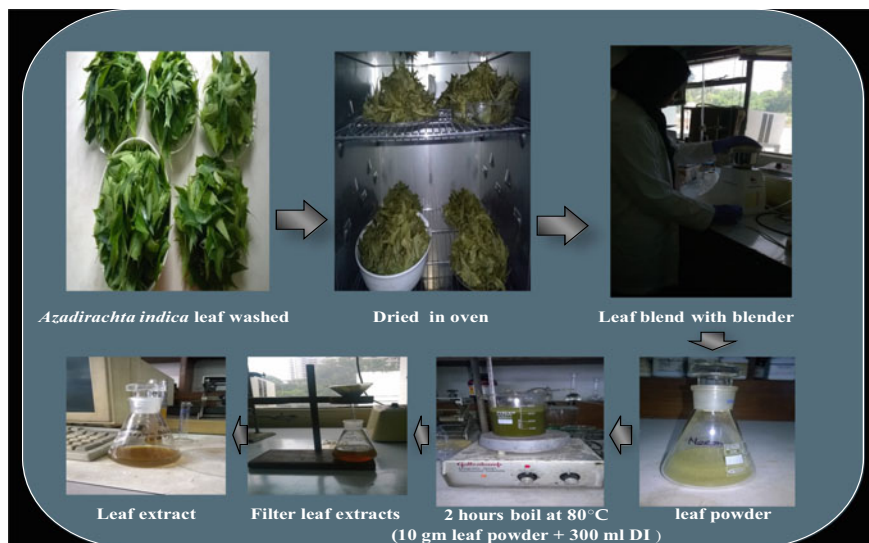 Azadirachta indica leaf washed
Dried in oven
Leaf blend with blender
Leaf extract
Filter leaf extracts
2 hours boil at 80°C
(10 gm leaf powder + 300 ml DI )
leaf powder